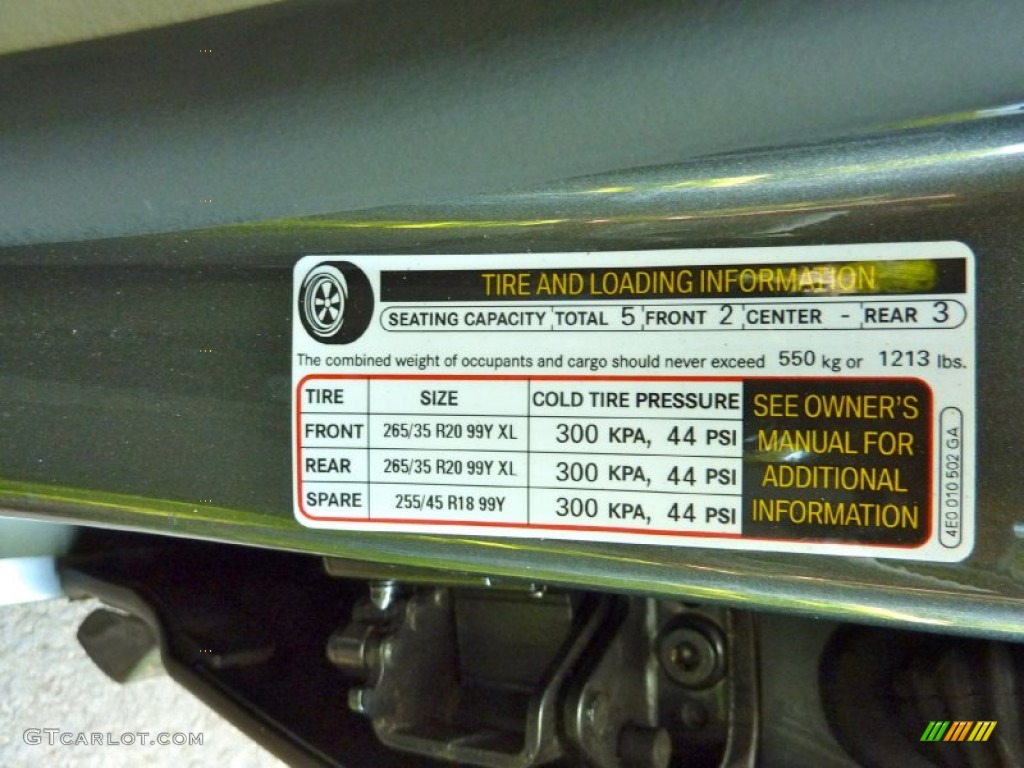 TIRE AND LOADING INFORMATION
SEATING CAPACITY TOTAL 5 FRONT 2 CENTER - REAR 3
The combined weight of occupants and cargo should never exceed 550 kg or 1213 lbs.
TIRE SIZE COLD TIRE PRESSURE
FRONT 265/35 R20 99Y XL 300 KPA, 44 PSI
REAR 265/35 R20 99Y XL 300 KPA, 44 PSI
SPARE 255/45 R18 99Y 300 KPA, 44 PSI
SEE OWNER'S
MANUAL FOR
ADDITIONAL
INFORMATION
4E0 010 502 GA
GTCARLOT.COM